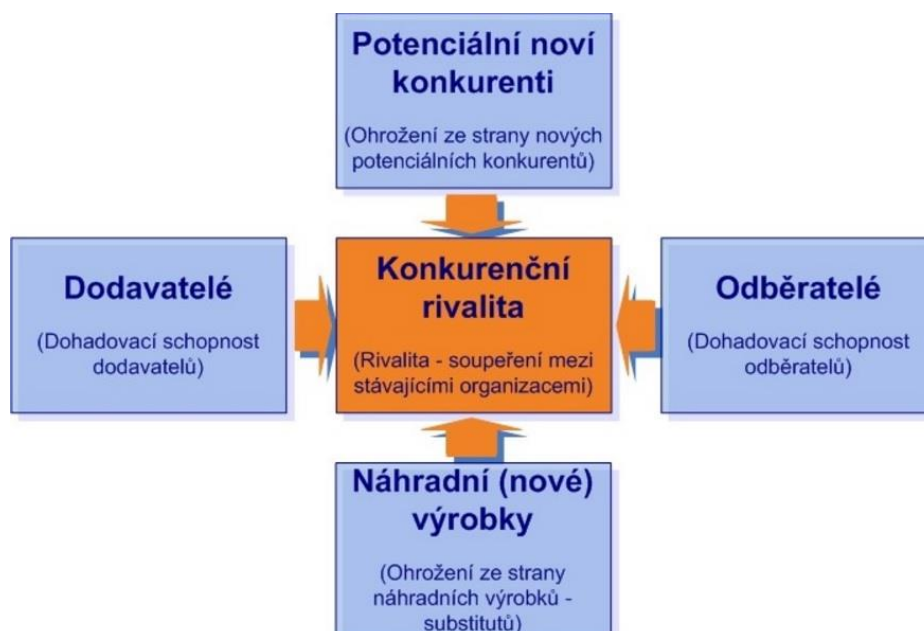 Potenciální noví
konkurenti
(Ohrožení ze strany nových
potenciálních konkurentů)
Dodavatelé
(Dohadovací schopnost
dodavatelů)
Konkurenční
rivalita
(Rivalita - soupeření mezi
stávajícími organizacemi)
Odběratelé
(Dohadovací schopnost
odběratelů)
Náhradní (nové)
výrobky
(Ohrožení ze strany
náhradních výrobků -
substitutů)